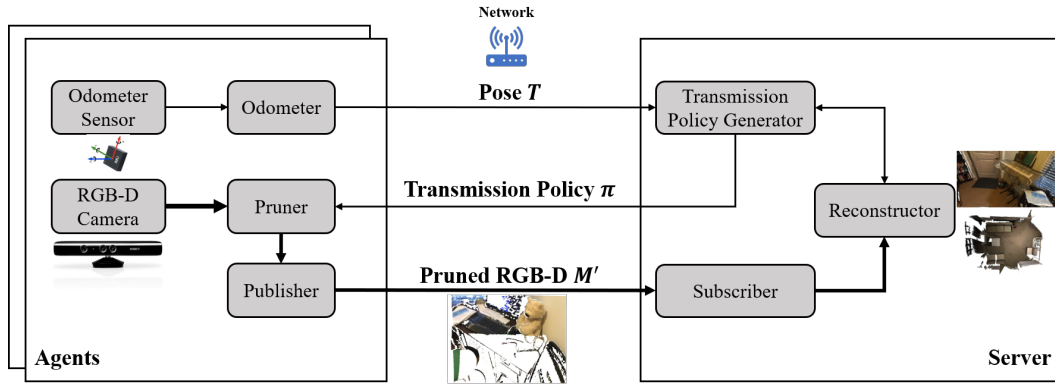 Network
Odometer
Sensor
Odometer
Pose T
Transmission
Policy Generator
RGB-D
Camera
Pruner
Transmission Policy π
Reconstructor
Publisher
Pruned RGB-D M′
Subscriber
Agents
Server